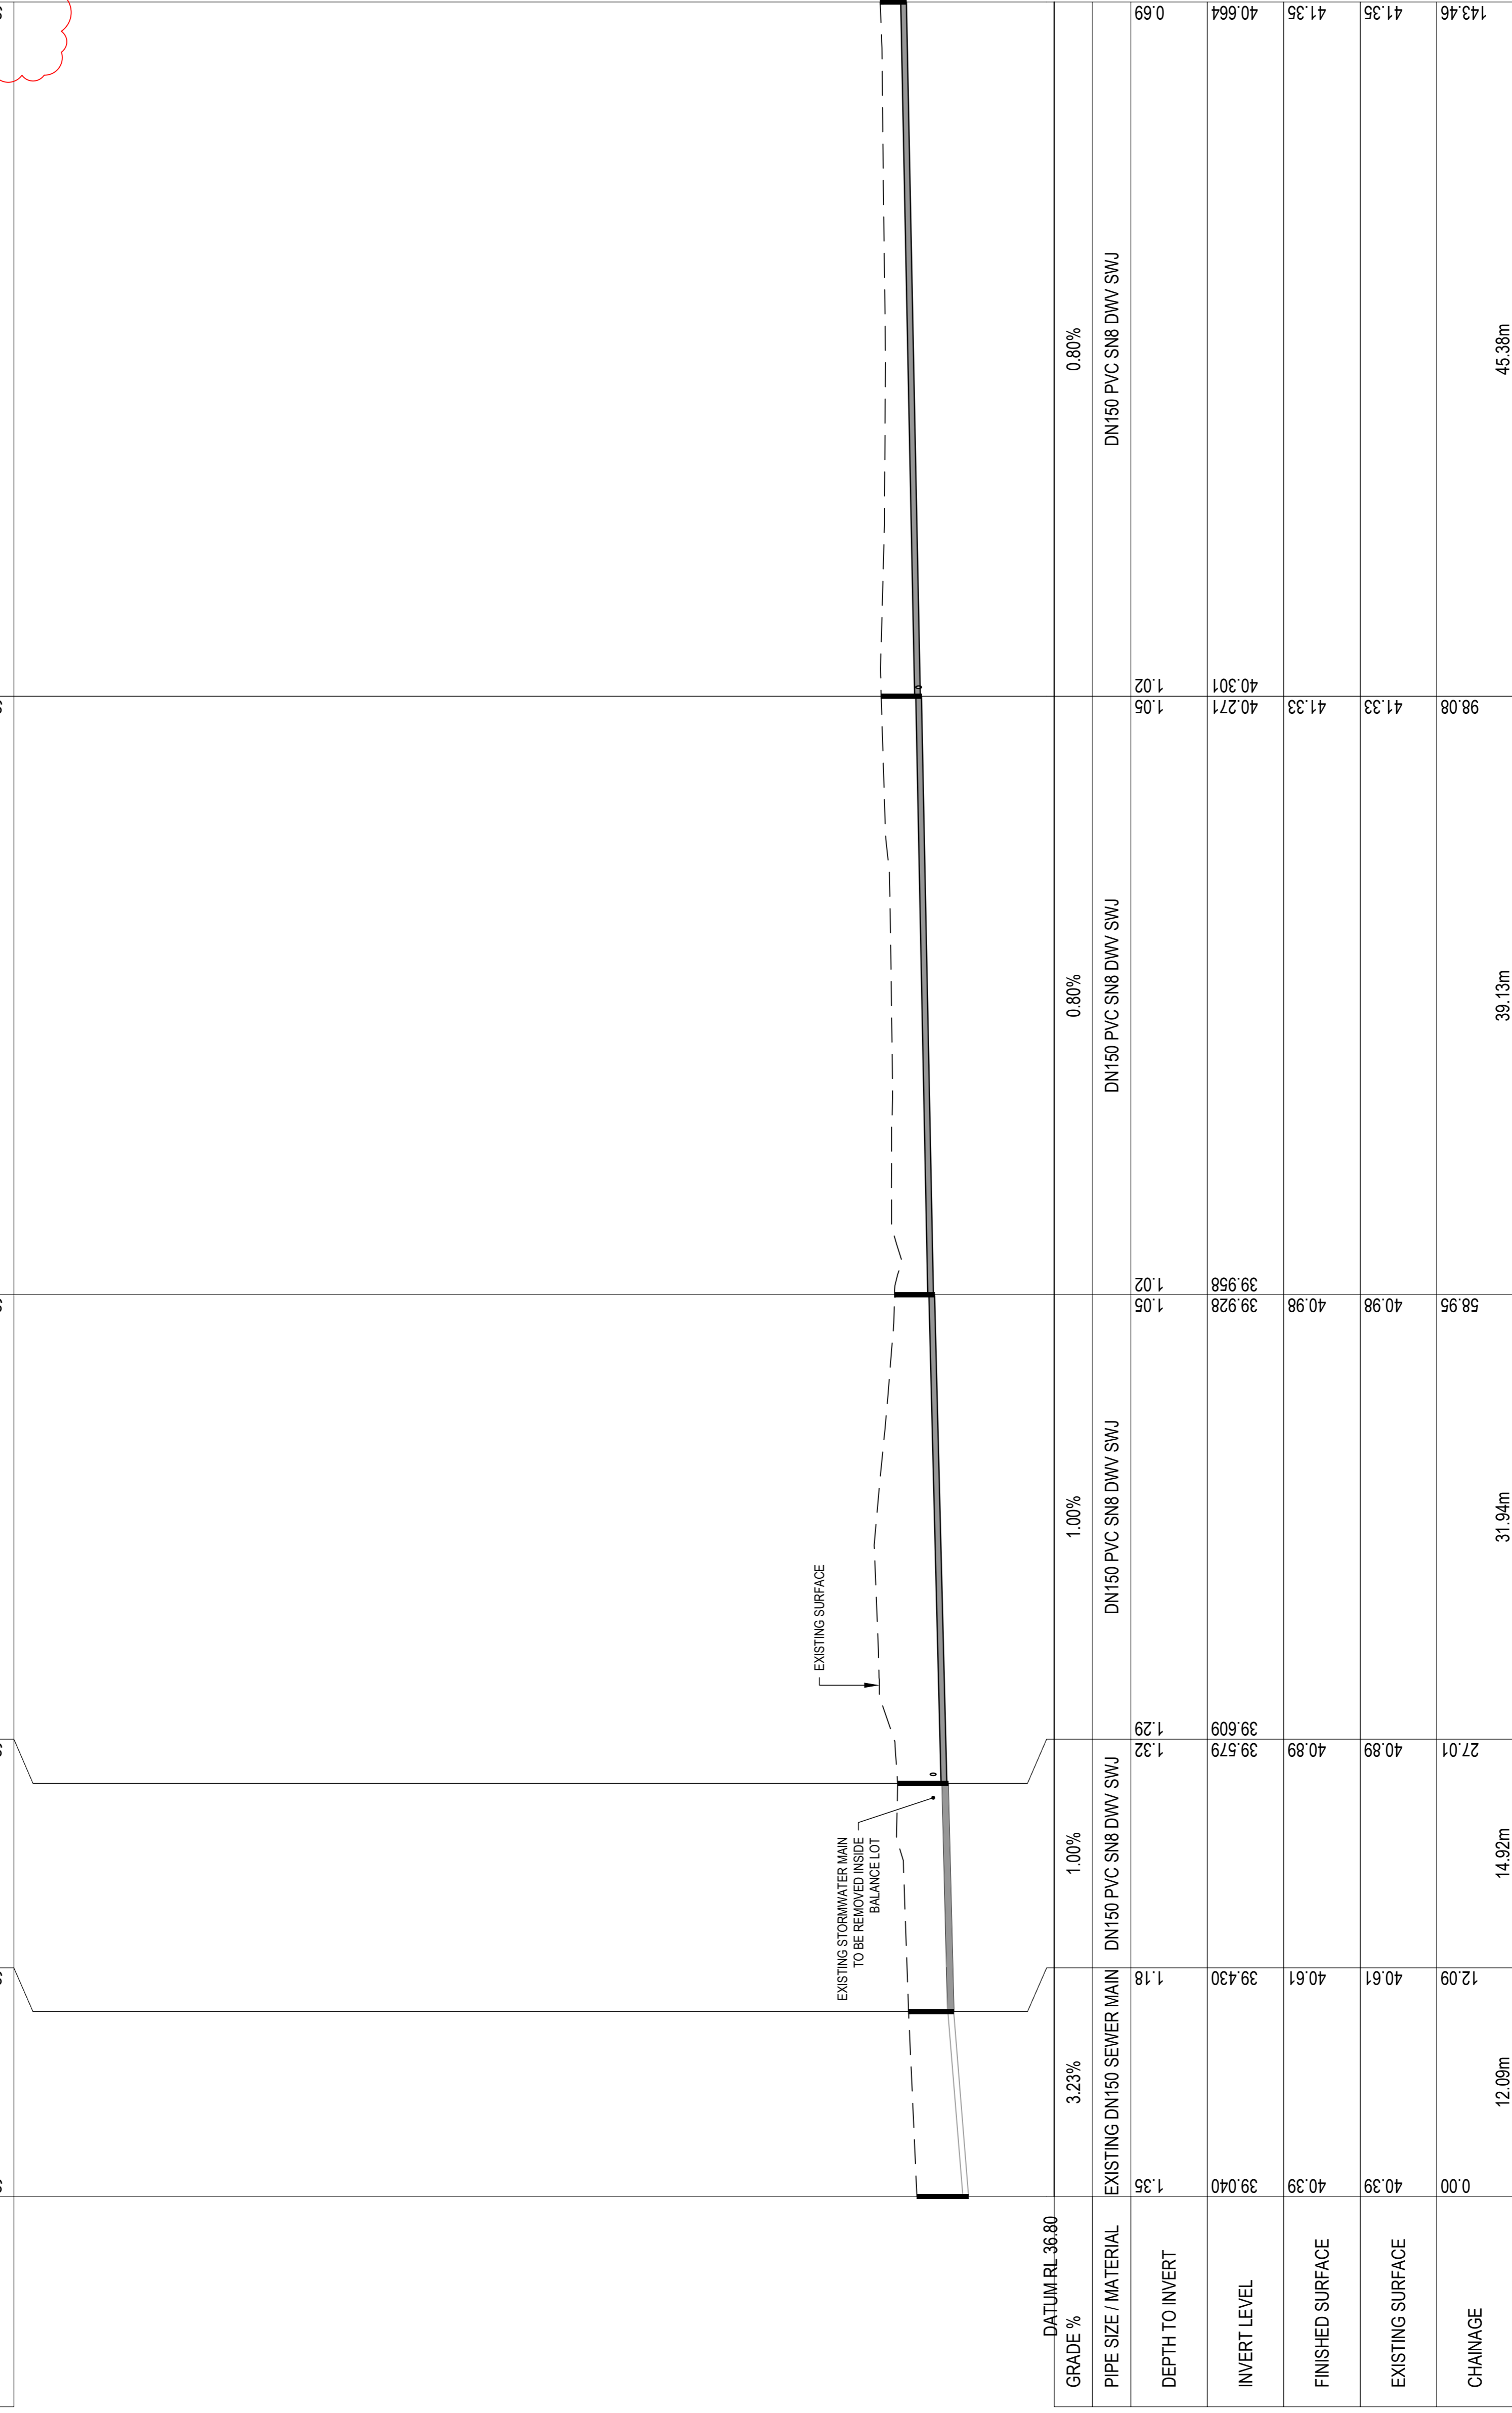 EXISTING SURFACE
EXISTING STORMWATER MAIN
TO BE REMOVED INSIDE
BALANCE LOT
DATUM RL 36.80
GRADE % 3.23% 1.00% 1.00% 0.80% 0.80%
PIPE SIZE / MATERIAL EXISTING DN150 SEWER MAIN DN150 PVC SN8 DWV SWJ DN150 PVC SN8 DWV SWJ DN150 PVC SN8 DWV SWJ DN150 PVC SN8 DWV SWJ
DEPTH TO INVERT 1.35 1.18 1.32 1.29 1.05 1.02 1.05 1.02 0.69
INVERT LEVEL 39.040 39.430 39.579 39.609 39.928 39.958 40.271 40.301 40.664
FINISHED SURFACE 40.39 40.61 40.89 40.98 41.33 41.35
EXISTING SURFACE 40.39 40.61 40.89 40.98 41.33 41.35
CHAINAGE 0.00 12.09 27.01 58.95 98.08 143.46
12.09m 14.92m 31.94m 39.13m 45.38m